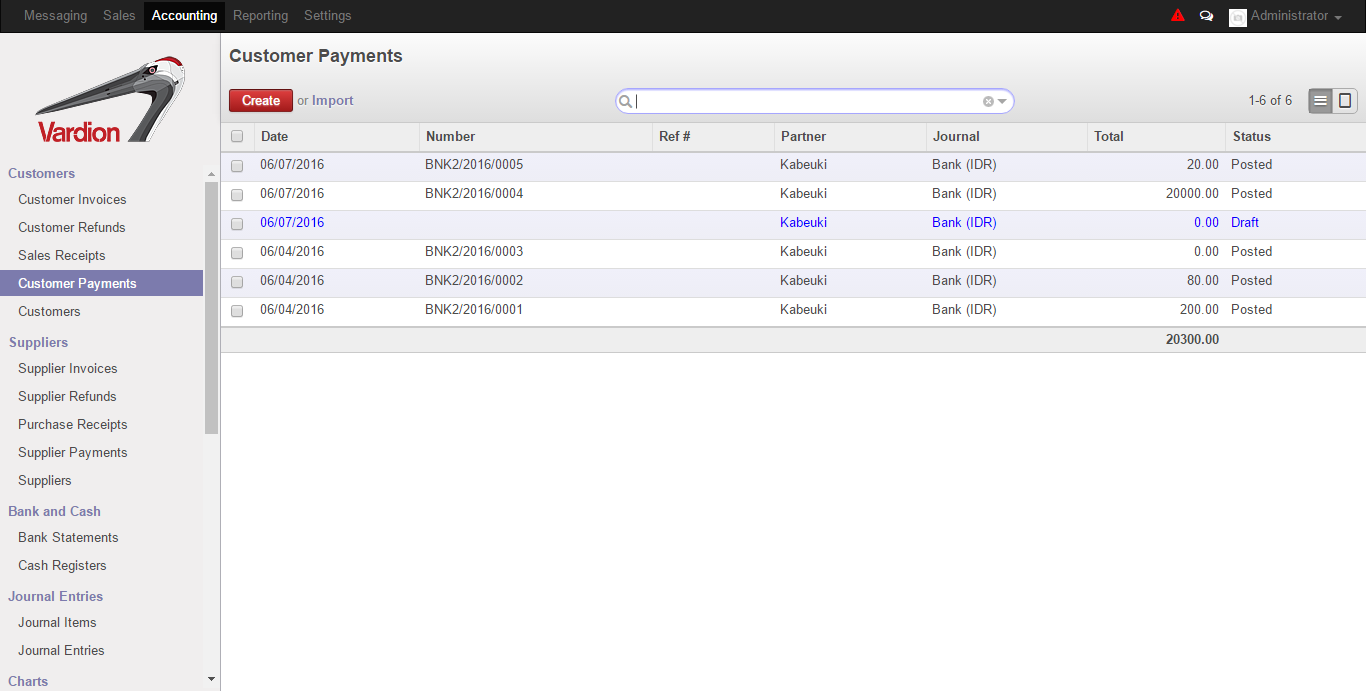 Messaging Sales Accounting Reporting Settings Administrator
Vardion
Customers
Customer Invoices
Customer Refunds
Sales Receipts
Customer Payments
Customers
Suppliers
Supplier Invoices
Supplier Refunds
Purchase Receipts
Supplier Payments
Suppliers
Bank and Cash
Bank Statements
Cash Registers
Journal Entries
Journal Items
Journal Entries
Charts
Customer Payments
Create or Import 1-6 of 6
Date Number Ref # Partner Journal Total Status
06/07/2016 BNK2/2016/0005 Kabeuki Bank (IDR) 20.00 Posted
06/07/2016 BNK2/2016/0004 Kabeuki Bank (IDR) 20000.00 Posted
06/07/2016 Kabeuki Bank (IDR) 0.00 Draft
06/04/2016 BNK2/2016/0003 Kabeuki Bank (IDR) 0.00 Posted
06/04/2016 BNK2/2016/0002 Kabeuki Bank (IDR) 80.00 Posted
06/04/2016 BNK2/2016/0001 Kabeuki Bank (IDR) 200.00 Posted
20300.00